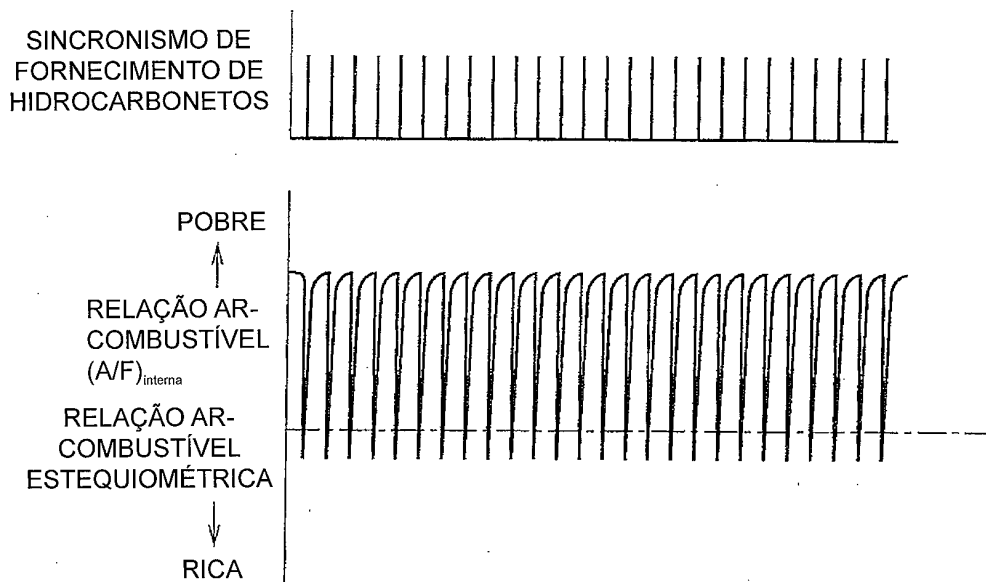 SINCRONISMO DE
FORNECIMENTO DE
HIDROCARBONETOS
POBRE
RELAÇÃO AR-
COMBUSTÍVEL
(A/F)interna
RELAÇÃO AR-
COMBUSTÍVEL
ESTEQUIOMÉTRICA
RICA